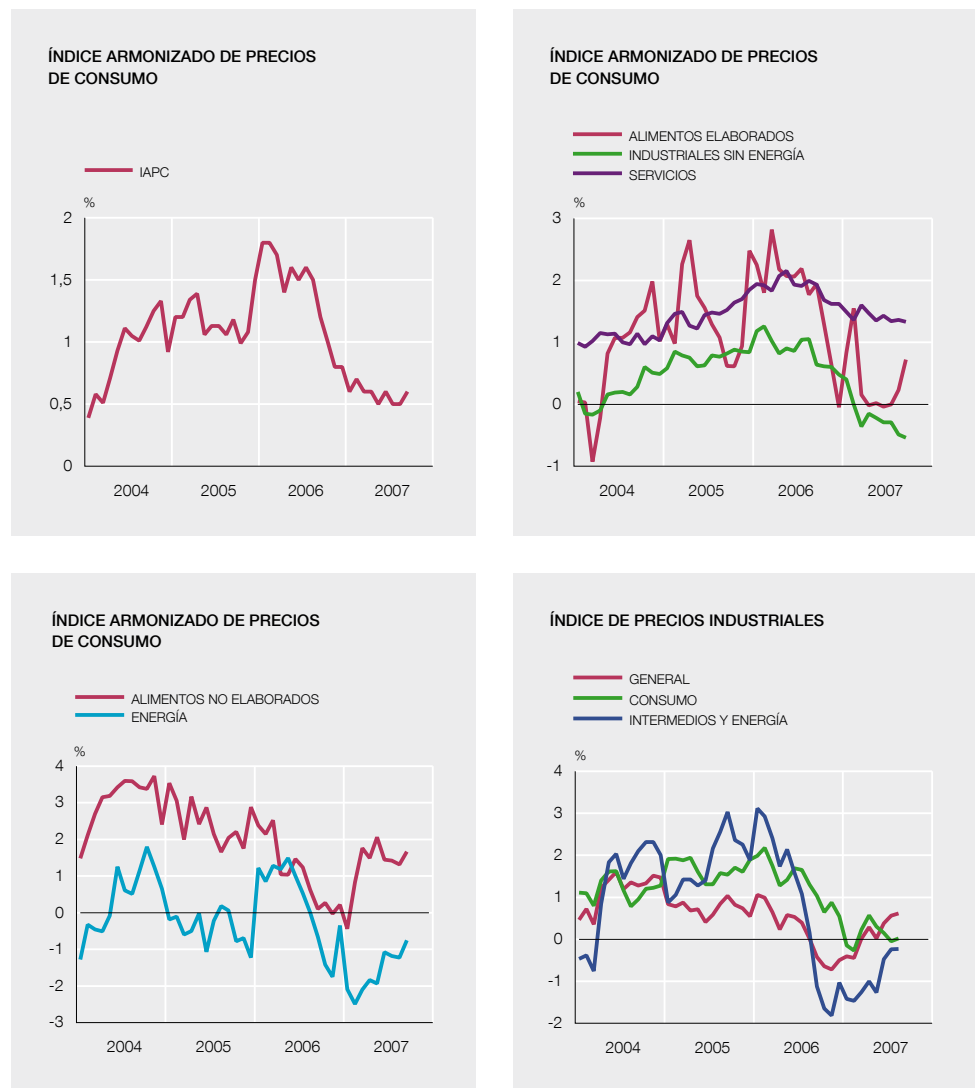 ÍNDICE ARMONIZADO DE PRECIOS
DE CONSUMO
IAPC
%
2
1,5
1
0,5
0
2004 2005 2006 2007
ÍNDICE ARMONIZADO DE PRECIOS
DE CONSUMO
ALIMENTOS ELABORADOS
INDUSTRIALES SIN ENERGÍA
SERVICIOS
%
3
2
1
0
-1
2004 2005 2006 2007
ÍNDICE ARMONIZADO DE PRECIOS
DE CONSUMO
ALIMENTOS NO ELABORADOS
ENERGÍA
%
4
3
2
1
0
-1
-2
-3
2004 2005 2006 2007
ÍNDICE DE PRECIOS INDUSTRIALES
GENERAL
CONSUMO
INTERMEDIOS Y ENERGÍA
%
4
3
2
1
0
-1
-2
2004 2005 2006 2007